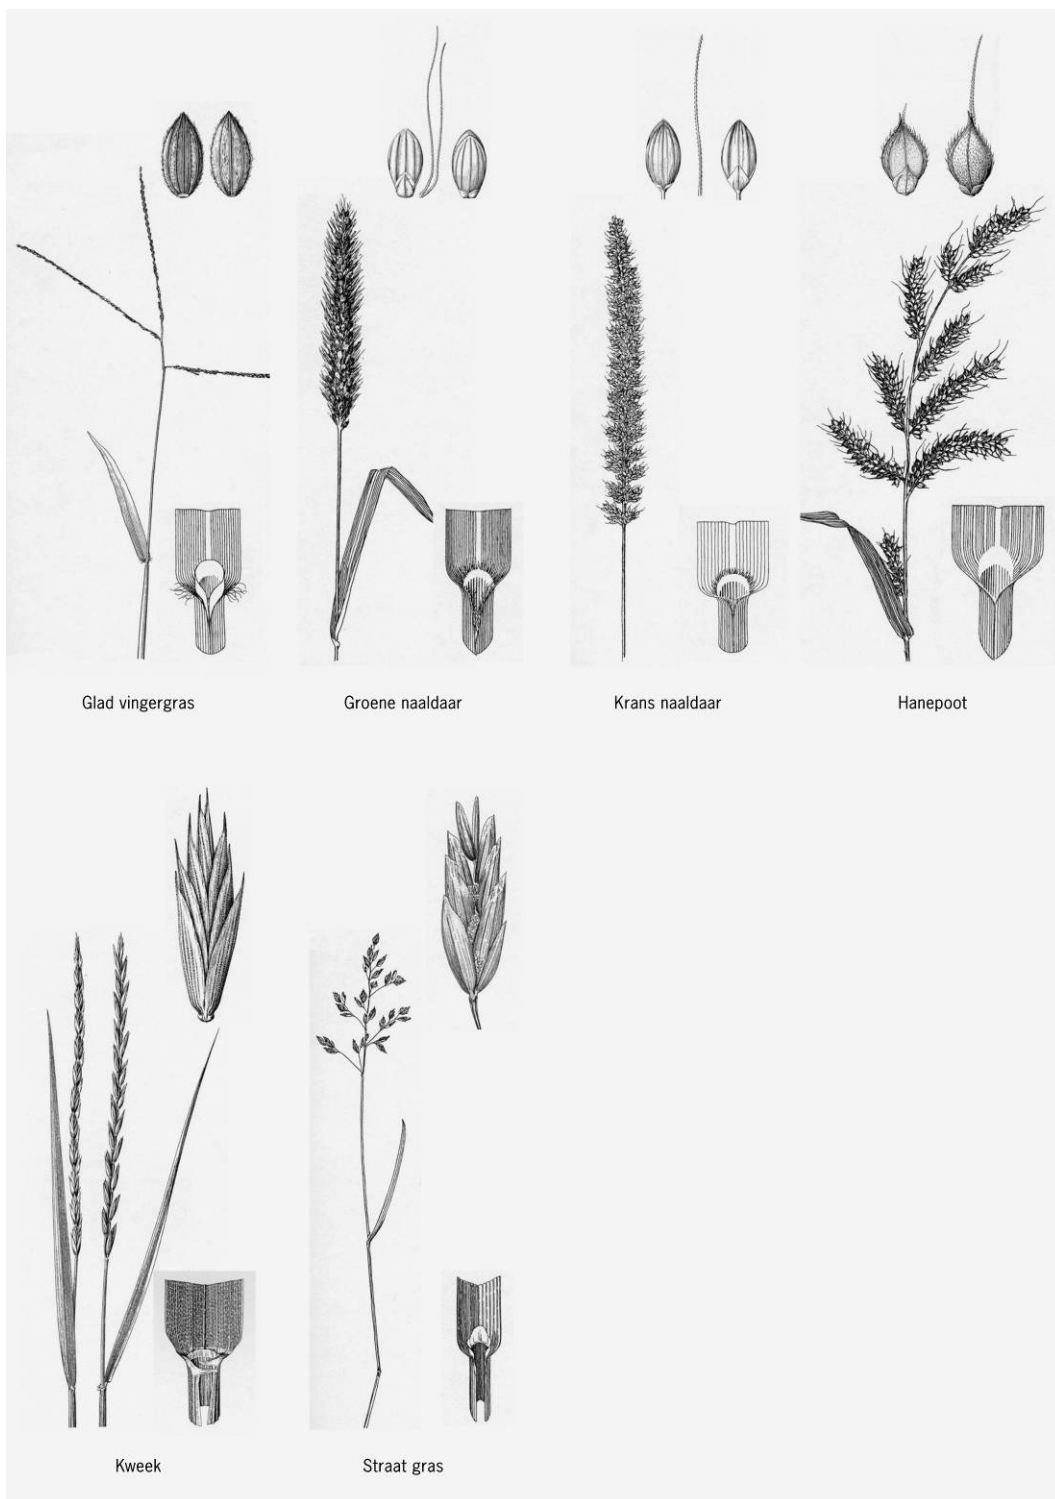 Glad vingergras
Groene naaldaar
Krans naaldaar
Hanepoot
Kweek
Straat gras